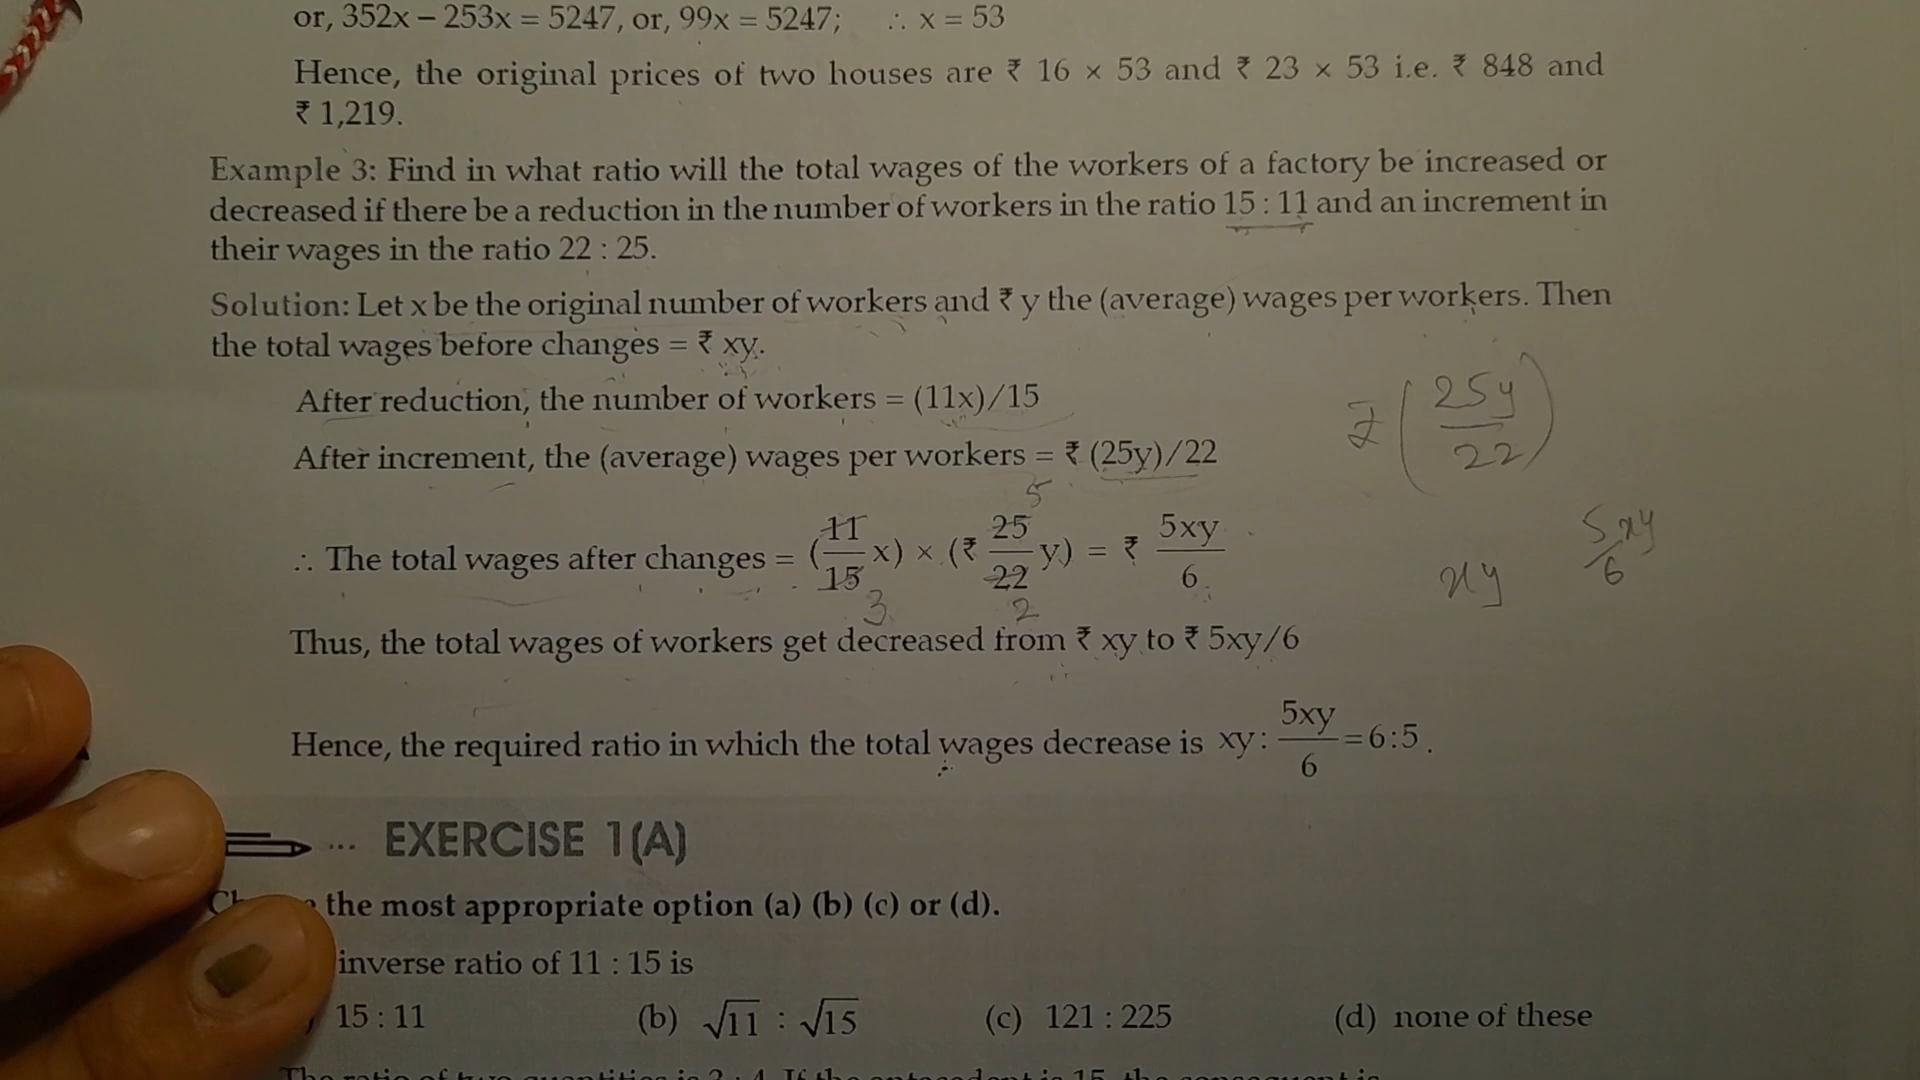 or, 352x – 253x = 5247, or, 99x = 5247; ∴ x = 53
Hence, the original prices of two houses are ₹ 16 × 53 and ₹ 23 × 53 i.e. ₹ 848 and
₹ 1,219.
Example 3: Find in what ratio will the total wages of the workers of a factory be increased or
decreased if there be a reduction in the number of workers in the ratio 15 : 11 and an increment in
their wages in the ratio 22 : 25.
Solution: Let x be the original number of workers and ₹ y the (average) wages per workers. Then
the total wages before changes = ₹ xy.
After reduction, the number of workers = (11x)/15
₹ (25y/22)
After increment, the (average) wages per workers = ₹ (25y)/22
5
∴ The total wages after changes = (11/15 x) × (₹ 25/22 y) = ₹ 5xy/6
xy 5/6 xy
3 2
Thus, the total wages of workers get decreased from ₹ xy to ₹ 5xy/6
Hence, the required ratio in which the total wages decrease is xy : 5xy/6 = 6:5.
... EXERCISE 1(A)
the most appropriate option (a) (b) (c) or (d).
inverse ratio of 11 : 15 is
15 : 11 (b) √11 : √15 (c) 121 : 225 (d) none of these